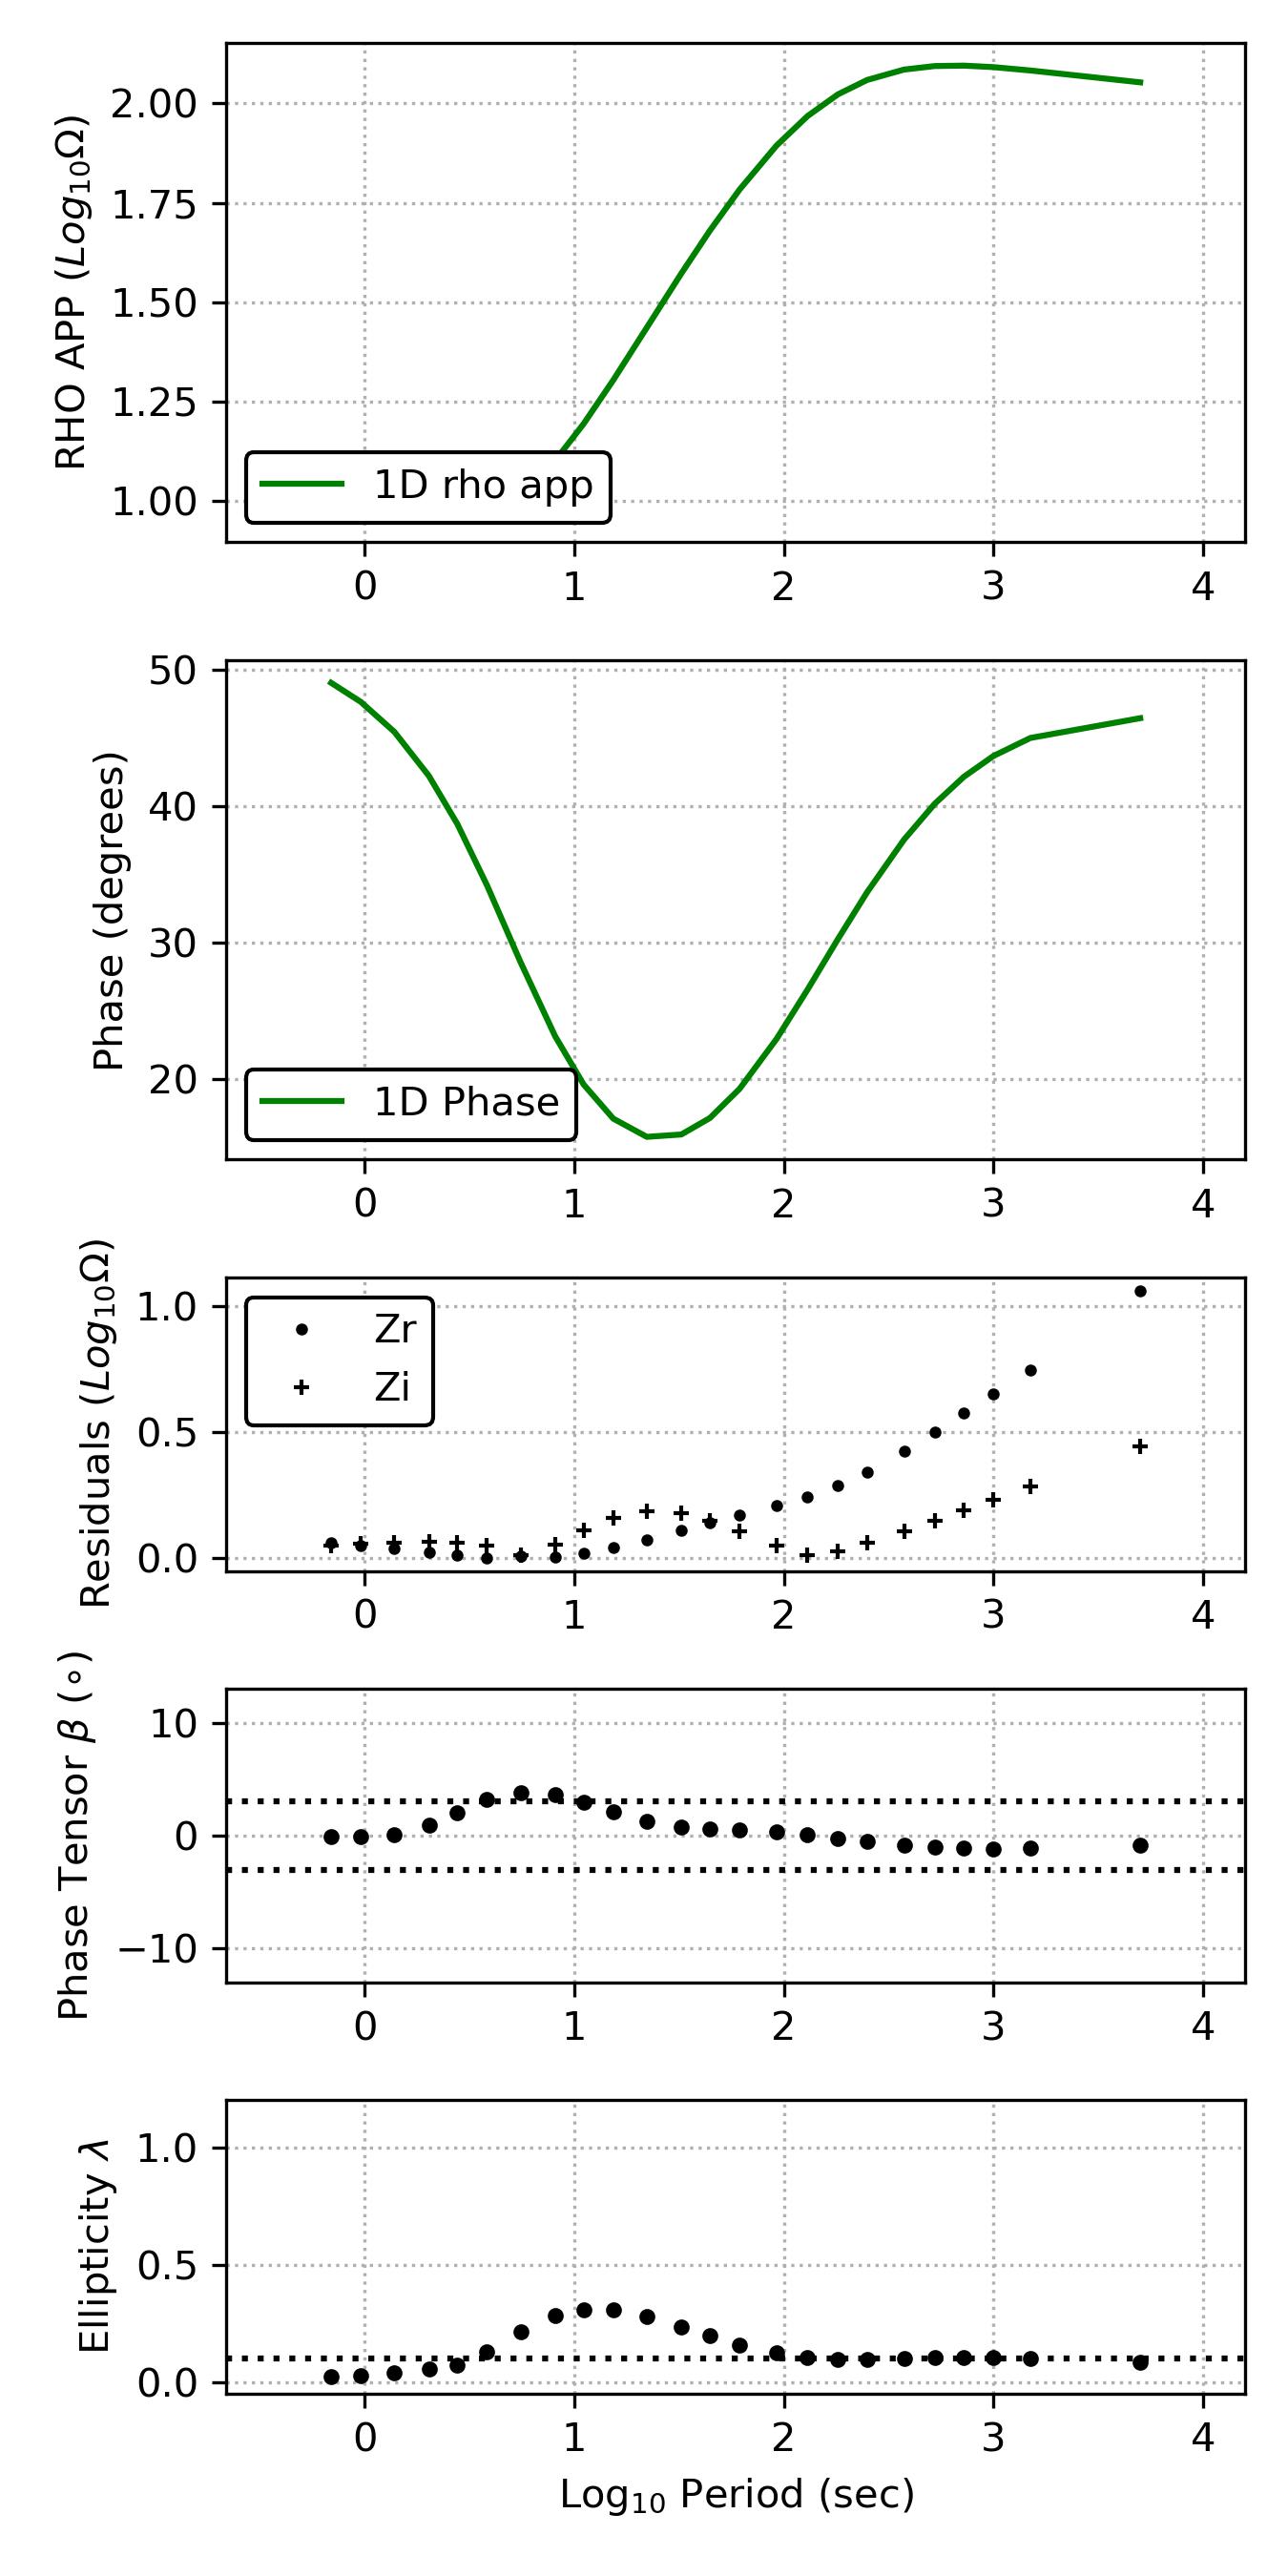 RHO APP (Log10Ω)
2.00
1.75
1.50
1.25
1.00
1D rho app
0 1 2 3 4
Phase (degrees)
50
40
30
20
1D Phase
0 1 2 3 4
Residuals (Log10Ω)
1.0
0.5
0.0
Zr
Zi
0 1 2 3 4
Phase Tensor β (∘)
10
0
−10
0 1 2 3 4
Ellipticity λ
1.0
0.5
0.0
0 1 2 3 4
Log10 Period (sec)